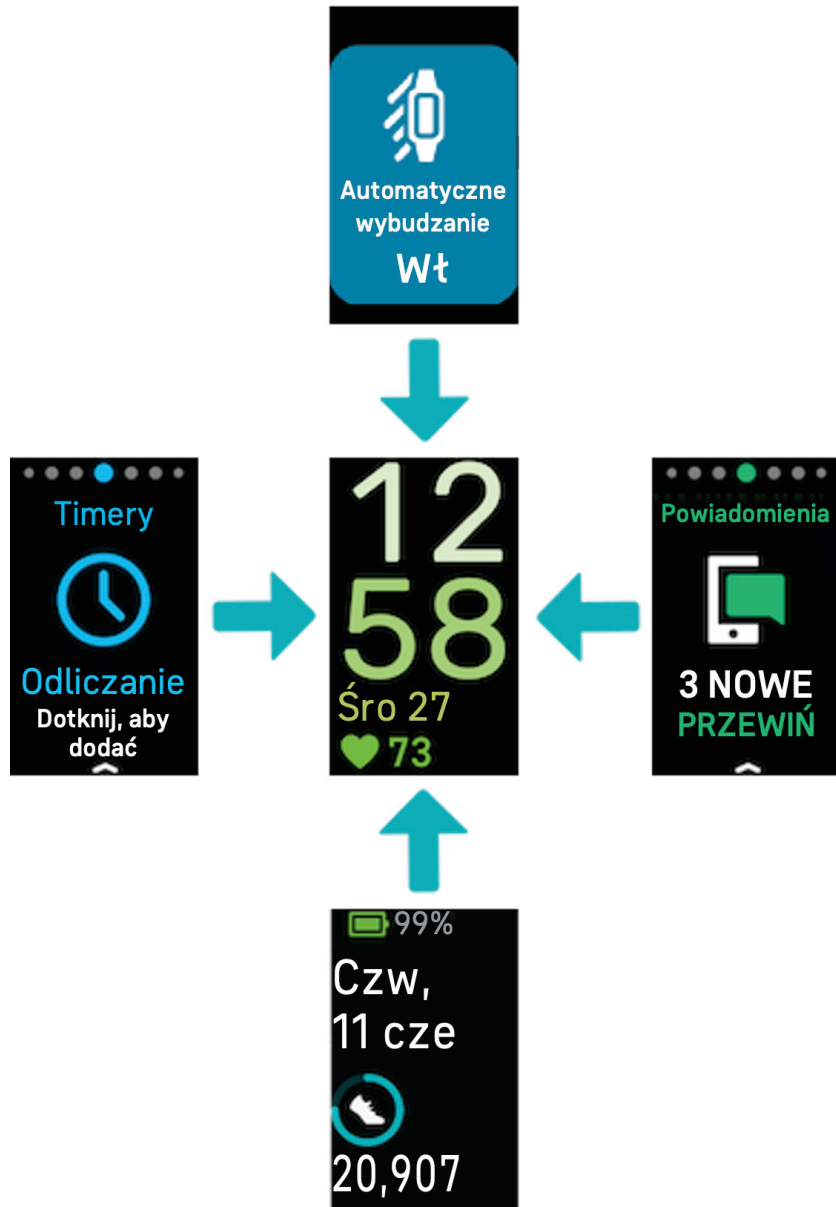 Automatyczne
wybudzanie
Wł
Timery
Odliczanie
Dotknij, aby
dodać
12
58
Śro 27
73
Powiadomienia
3 NOWE
PRZEWIŃ
99%
Czw,
11 cze
20,907